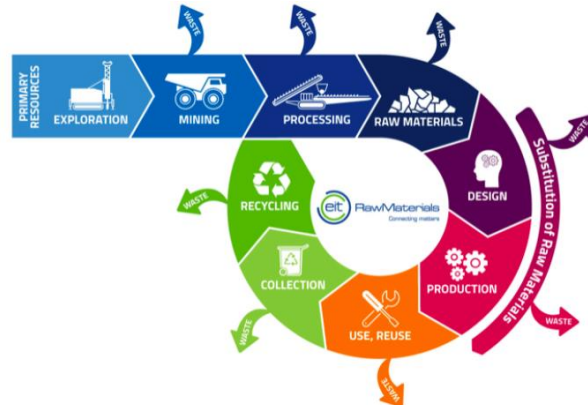 WASTE
WASTE
WASTE
PRIMARY
RESOURCES
EXPLORATION
MINING
PROCESSING
RAW MATERIALS
WASTE
DESIGN
Substitution of Raw Materials
WASTE
RECYCLING
eit RawMaterials
Connecting matters
COLLECTION
PRODUCTION
USE, REUSE
WASTE
WASTE
WASTE